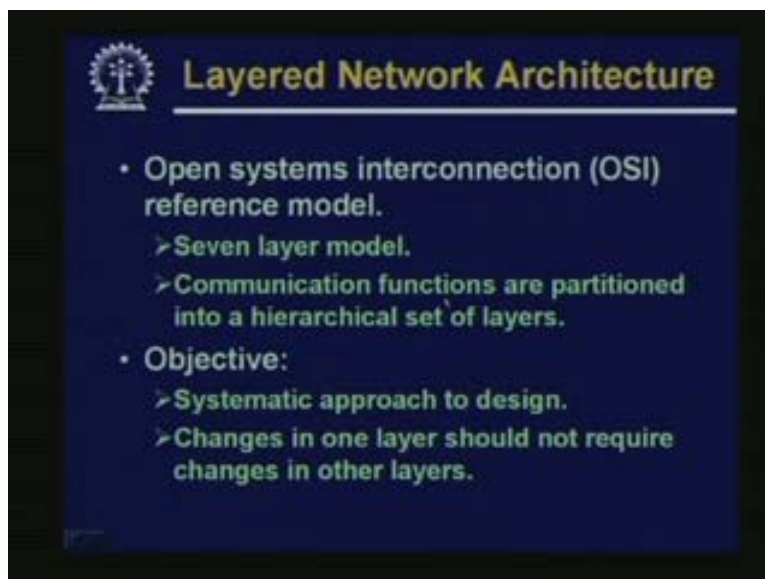 Layered Network Architecture
• Open systems interconnection (OSI)
reference model.
➢Seven layer model.
➢Communication functions are partitioned
into a hierarchical set of layers.
• Objective:
➢Systematic approach to design.
➢Changes in one layer should not require
changes in other layers.